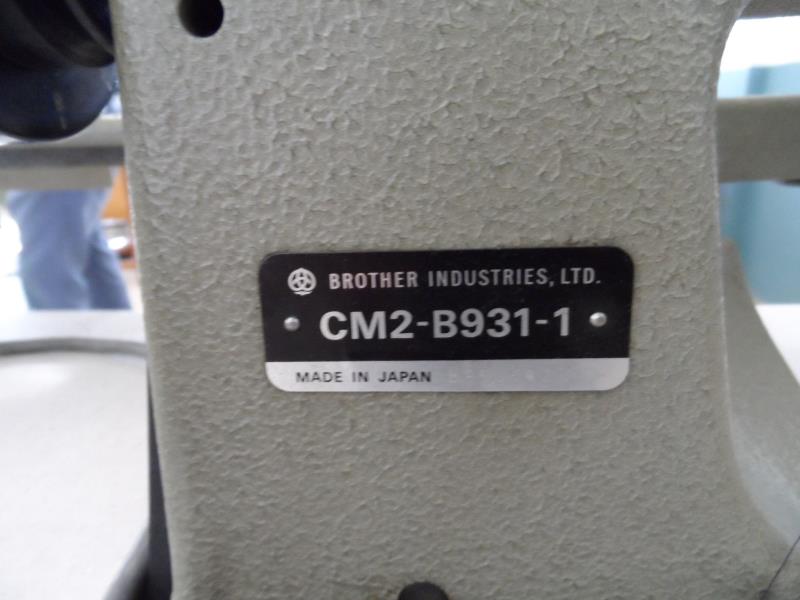 BROTHER INDUSTRIES, LTD.
CM2-B931-1
MADE IN JAPAN